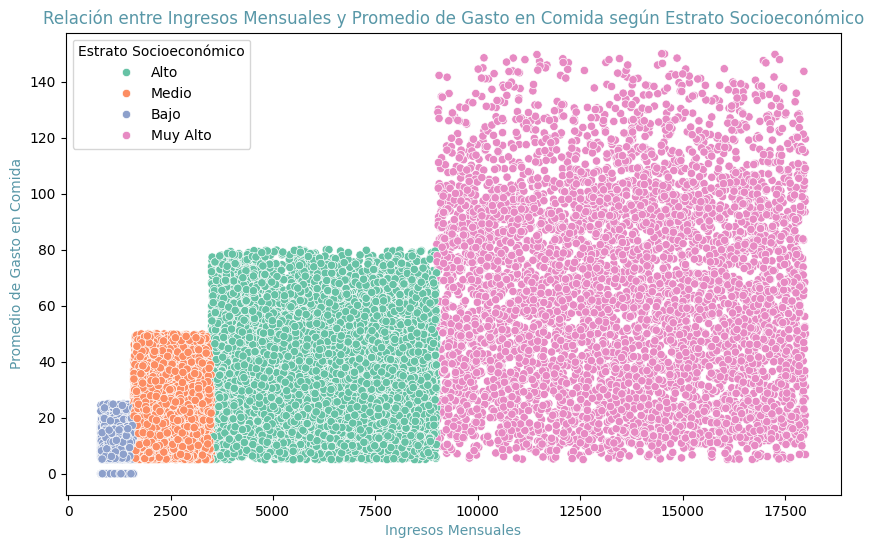 Relación entre Ingresos Mensuales y Promedio de Gasto en Comida según Estrato Socioeconómico
Estrato Socioeconómico
Alto
Medio
Bajo
Muy Alto
Promedio de Gasto en Comida
140
120
100
80
60
40
20
0
0 2500 5000 7500 10000 12500 15000 17500
Ingresos Mensuales